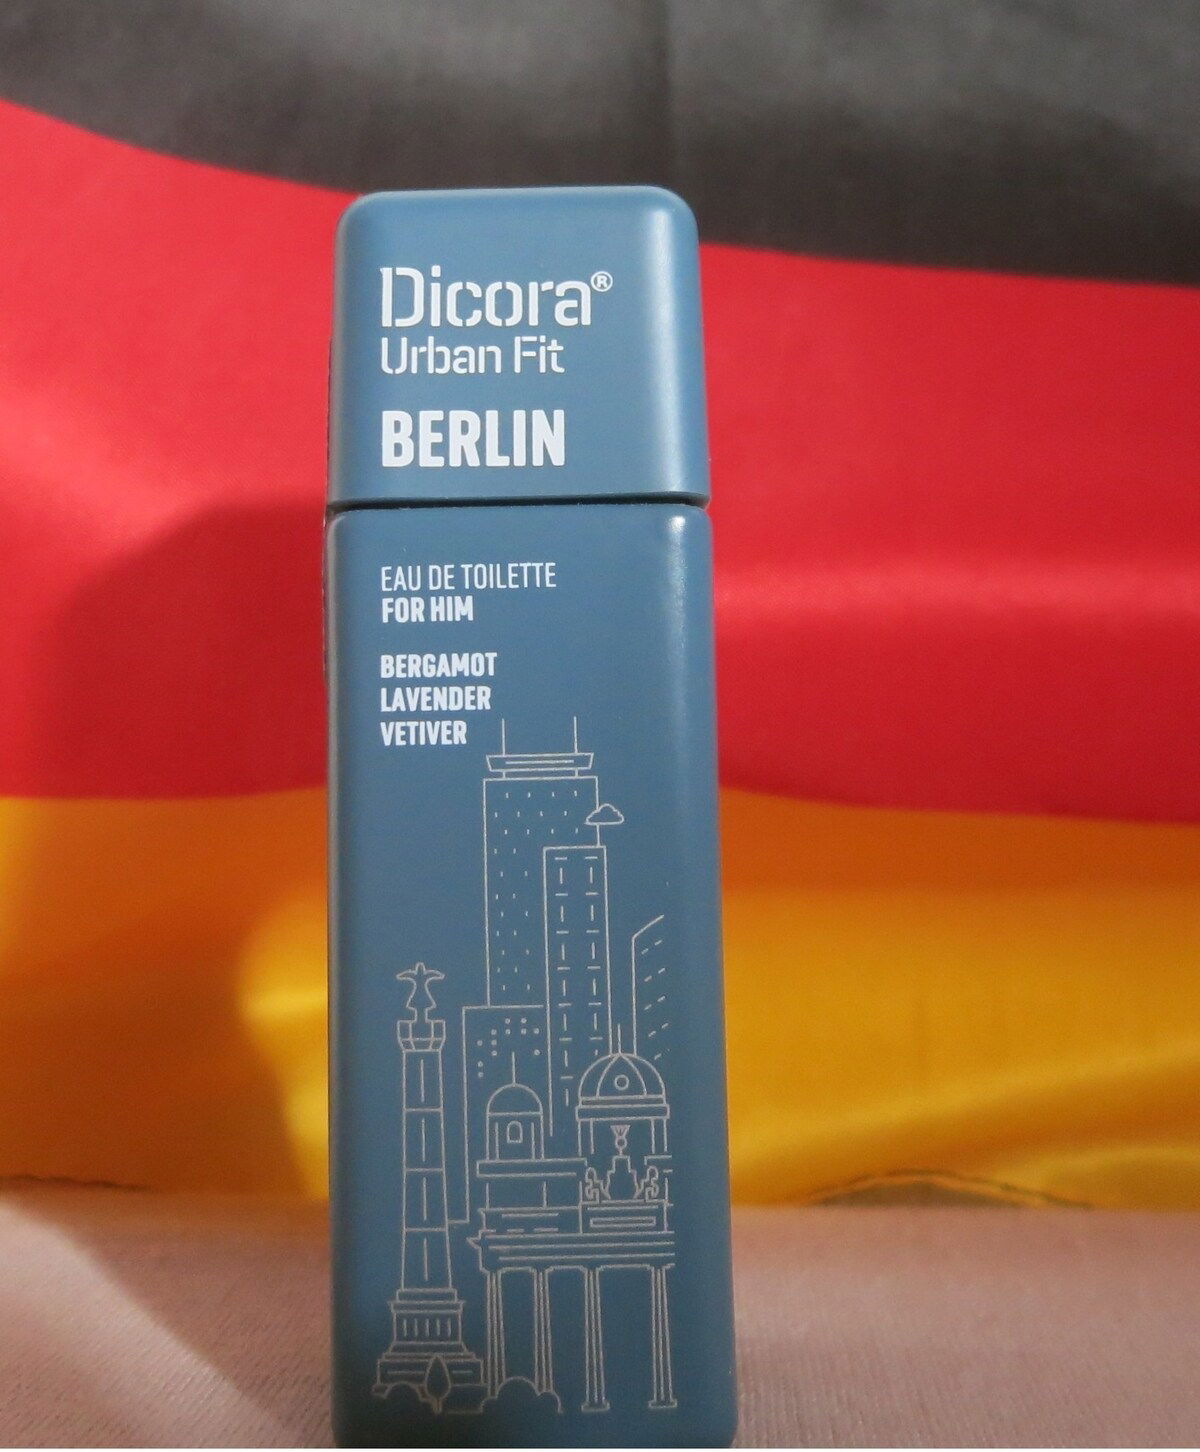 Dicora®
Urban Fit
BERLIN
EAU DE TOILETTE
FOR HIM
BERGAMOT
LAVENDER
VETIVER